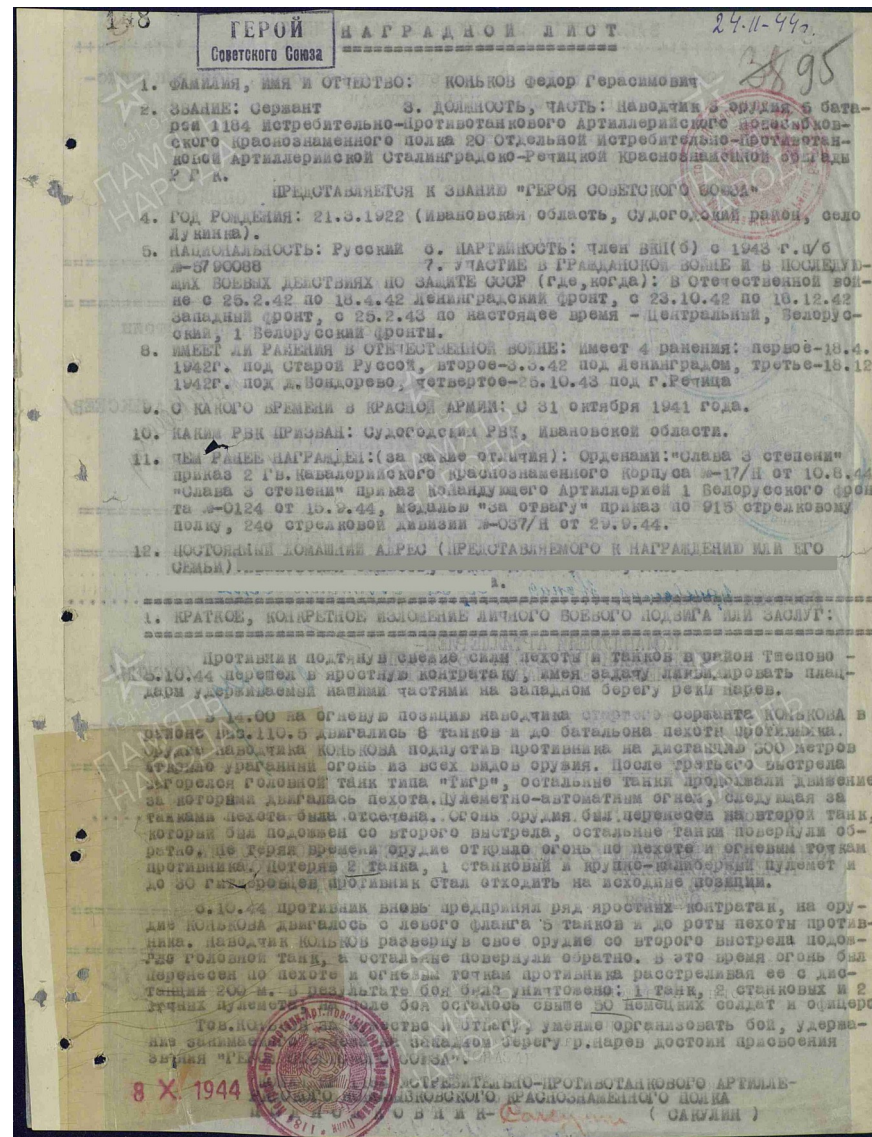 148
ГЕРОЙ
Советского Союза
24-II-44г.
НАГРАДНОЙ ЛИСТ
95
1. ФАМИЛИЯ, ИМЯ И ОТЧЕСТВО: КОНЬКОВ Федор Герасимович
2. ЗВАНИЕ: Сержант 3. ДОЛЖНОСТЬ, ЧАСТЬ: Наводчик 3 орудия 5 бата-
реи 1184 Истребительно-Противотанкового Артиллерийского Новозыбков-
ского Краснознаменного полка 20 Отдельной Истребительно-Противотан-
ковой Артиллерийской Сталинградско-Речицкой Краснознаменной бригады
Р Г К.
ПРЕДСТАВЛЯЕТСЯ К ЗВАНИЮ "ГЕРОЯ СОВЕТСКОГО СОЮЗА"
4. ГОД РОЖДЕНИЯ: 21.3.1922 (Ивановская область, Судогодский район, село
Лукинка).
5. НАЦИОНАЛЬНОСТЬ: Русский 6. ПАРТИЙНОСТЬ: член ВКП(б) с 1943 г.п/б
№-5790088 7. УЧАСТИЕ В ГРАЖДАНСКОЙ ВОЙНЕ И В ПОСЛЕДУЮ-
ЩИХ БОЕВЫХ ДЕЙСТВИЯХ ПО ЗАЩИТЕ СССР (где,когда): В Отечественной вой-
не с 25.2.42 по 18.4.42 Ленинградский фронт, с 23.10.42 по 18.12.42
Западный фронт, с 25.2.43 по настоящее время - Центральный, Белорус-
ский, 1 Белорусский фронты.
8. ИМЕЕТ ЛИ РАНЕНИЯ В ОТЕЧЕСТВЕННОЙ ВОЙНЕ: имеет 4 ранения: первое-18.4.
1942г. под Старой Руссой, второе-3.3.42 под Ленинградом, третье-18.12
1942г. под д.Бондорево, четвертое-25.10.43 под г.Речица
9. С КАКОГО ВРЕМЕНИ В КРАСНОЙ АРМИИ: С 31 октября 1941 года.
10. КАКИМ РВК ПРИЗВАН: Судогодским РВК, Ивановской области.
11. ЧЕМ РАНЕЕ НАГРАЖДЕН:(за какие отличия): Орденами:"Слава 3 степени"
приказ 2 Гв.Кавалерийского Краснознаменного Корпуса №-17/Н от 10.8.44
"Слава 3 степени" приказ Командующего Артиллерией 1 Белорусского фрон
та №-0124 от 15.9.44, медалью "За отвагу" приказ по 915 стрелковому
полку, 246 стрелковой дивизии №-037/Н от 29.9.44.
12. ПОСТОЯННЫЙ ДОМАШНИЙ АДРЕС (ПРЕДСТАВЛЯЕМОГО К НАГРАЖДЕНИЮ ИЛИ ЕГО
СЕМЬИ)
1. КРАТКОЕ, КОНКРЕТНОЕ ИЗЛОЖЕНИЕ ЛИЧНОГО БОЕВОГО ПОДВИГА ИЛИ ЗАСЛУГ:
Противник подтянув свежие силы пехоты и танков в район Тшепово -
5.10.44 перешел в яростную контратаку, имея задачу ликвидировать плац-
дарм удерживаемый нашими частями на западном берегу реки Нарев.
В 14.00 на огневую позицию наводчика старшего сержанта КОНЬКОВА в
районе выс.110.5 двигались 8 танков и до батальона пехоты противника.
Орудие наводчика КОНЬКОВА подпустив противника на дистанцию 300 метров
открыло ураганный огонь из всех видов оружия. После третьего выстрела
загорелся головной танк типа "Тигр", остальные танки продолжали движение
за которыми двигалась пехота.Пулеметно-автоматным огнем, следующая за
танками пехота была отсечена. Огонь орудия был перенесен на второй танк,
который был подожжен со второго выстрела, остальные танки повернули об-
ратно. Не теряя времени орудие открыло огонь по пехоте и огневым точкам
противника. Потеряв 2 танка, 1 станковый и крупно-калиберный пулемет и
до 30 гитлеровцев противник стал отходить на исходные позиции.
6.10.44 противник вновь предпринял ряд яростных контратак, на ору-
дие КОНЬКОВА двигалось с левого фланга 5 танков и до роты пехоты против-
ника. Наводчик КОНЬКОВ развернув свое орудие со второго выстрела подож-
гло головной танк, а остальные повернули обратно. В это время огонь был
перенесен по пехоте и огневым точкам противника расстреливая ее с дис-
танции 200 м. В результате боя было уничтожено: 1 танк, 2 станковых и 2
ручных пулемета, на поле боя осталось свыше 50 немецких солдат и офицеро
Тов.КОНЬКОВ за мужество и отвагу, умение организовать бой, удержа-
ние занимаемого рубежа на западном берегу р.Нарев достоин присвоения
звания "ГЕРОЯ СОВЕТСКОГО СОЮЗА".
8 X. 1944
ИСТРЕБИТЕЛЬНО-ПРОТИВОТАНКОВОГО АРТИЛЛЕ-
РИЙСКОГО НОВОЗЫБКОВСКОГО КРАСНОЗНАМЕННОГО ПОЛКА
( САКУЛИН )
ПАМЯТЬ
НАРОДА